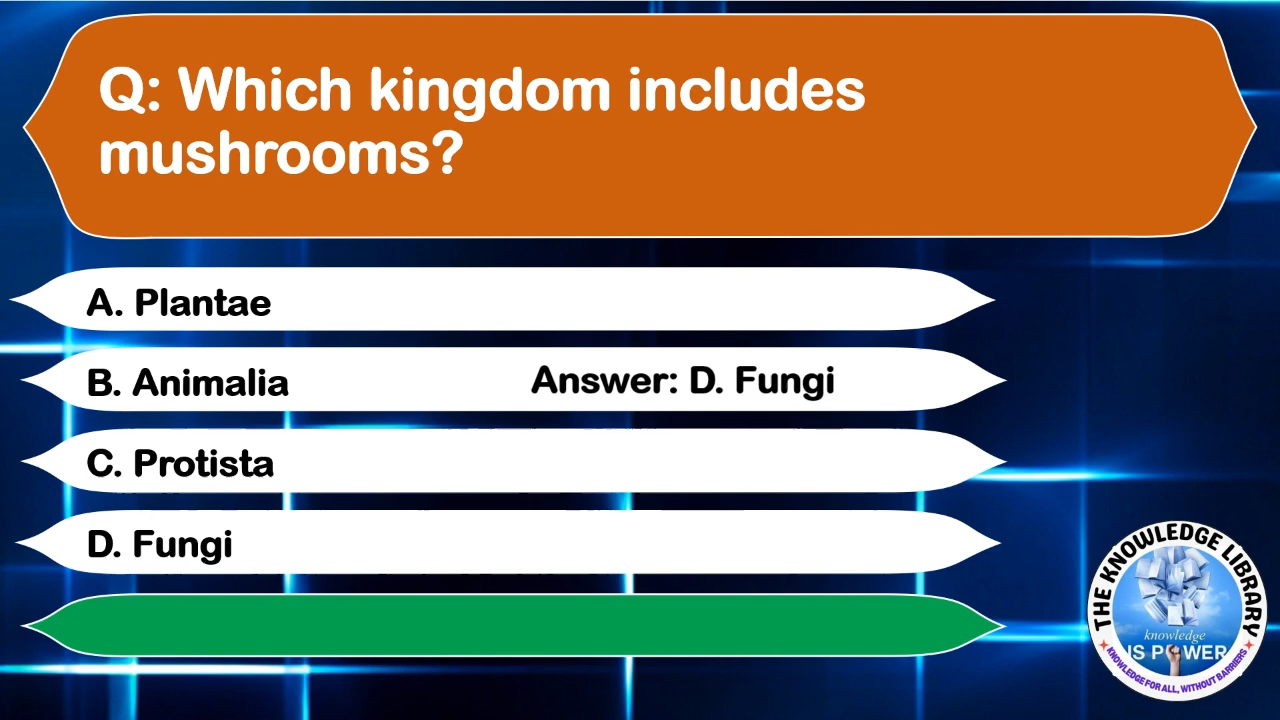 Q: Which kingdom includes
mushrooms?
A. Plantae
B. Animalia
Answer: D. Fungi
C. Protista
D. Fungi
THE KNOWLEDGE LIBRARY
knowledge
IS POWER
KNOWLEDGE FOR ALL, WITHOUT BARRIERS